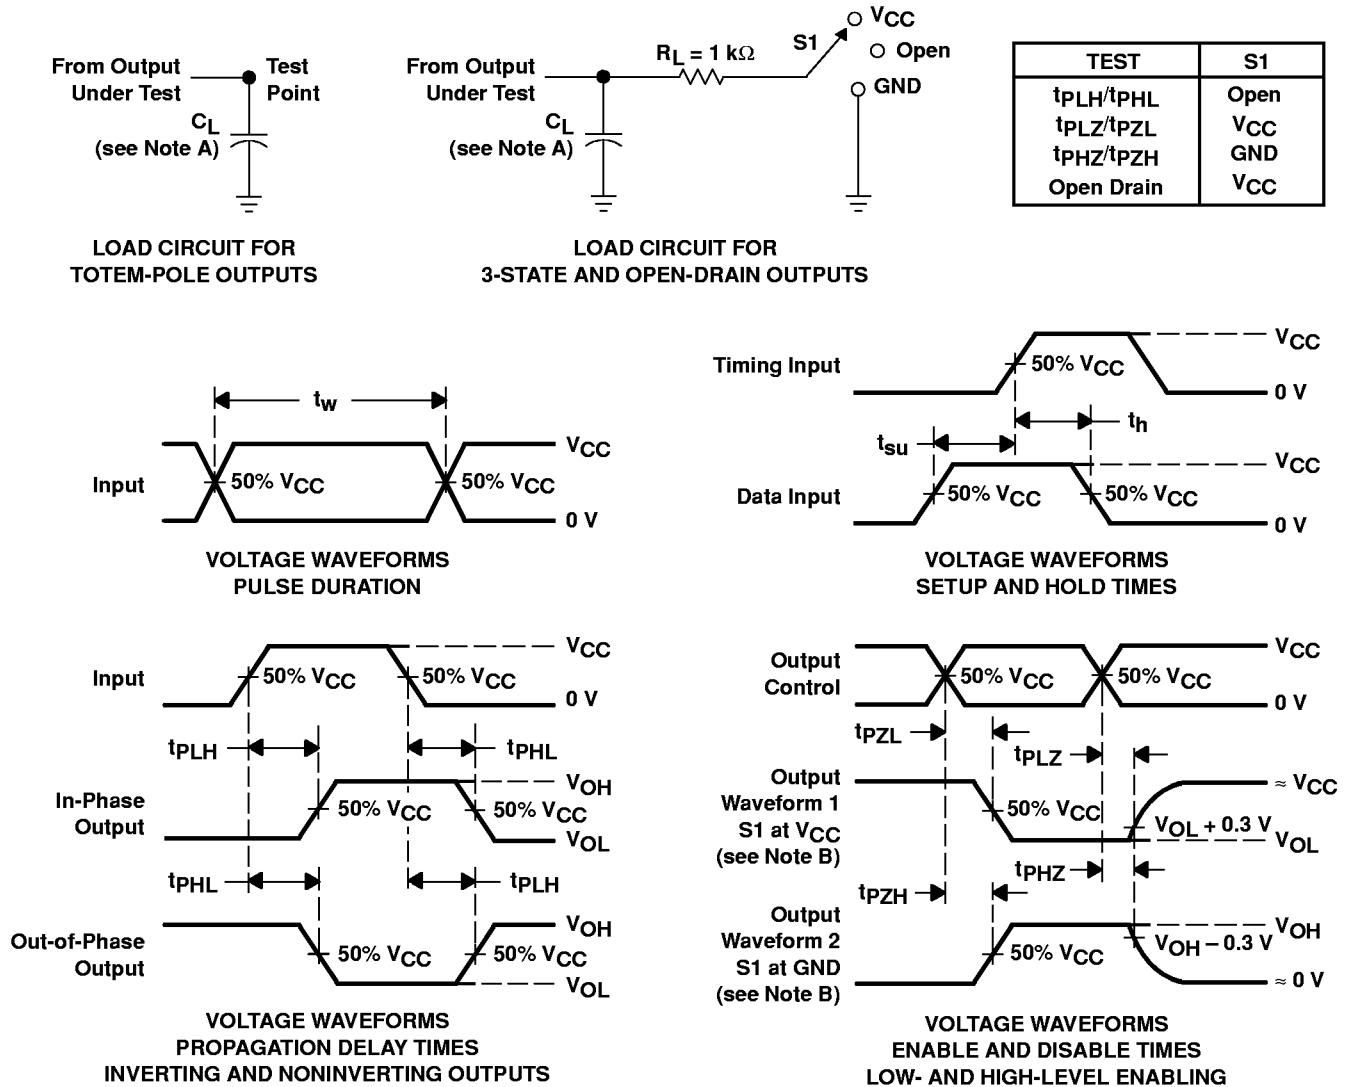 From Output
Under Test
Test
Point
CL
(see Note A)
LOAD CIRCUIT FOR
TOTEM-POLE OUTPUTS
From Output
Under Test
CL
(see Note A)
RL = 1 kΩ
S1
VCC
Open
GND
LOAD CIRCUIT FOR
3-STATE AND OPEN-DRAIN OUTPUTS
TEST S1
tPLH/tPHL Open
tPLZ/tPZL VCC
tPHZ/tPZH GND
Open Drain VCC
tw
Input
50% VCC
50% VCC
VCC
0 V
VOLTAGE WAVEFORMS
PULSE DURATION
Timing Input
50% VCC
VCC
0 V
tsu
th
Data Input
50% VCC
50% VCC
VCC
0 V
VOLTAGE WAVEFORMS
SETUP AND HOLD TIMES
Input
50% VCC
50% VCC
VCC
0 V
tPLH
tPHL
In-Phase
Output
50% VCC
50% VCC
VOH
VOL
tPHL
tPLH
Out-of-Phase
Output
50% VCC
50% VCC
VOH
VOL
VOLTAGE WAVEFORMS
PROPAGATION DELAY TIMES
INVERTING AND NONINVERTING OUTPUTS
Output
Control
50% VCC
50% VCC
VCC
0 V
tPZL
tPLZ
Output
Waveform 1
S1 at VCC
(see Note B)
50% VCC
VOL + 0.3 V
≈ VCC
VOL
tPZH
tPHZ
Output
Waveform 2
S1 at GND
(see Note B)
50% VCC
VOH − 0.3 V
VOH
≈ 0 V
VOLTAGE WAVEFORMS
ENABLE AND DISABLE TIMES
LOW- AND HIGH-LEVEL ENABLING